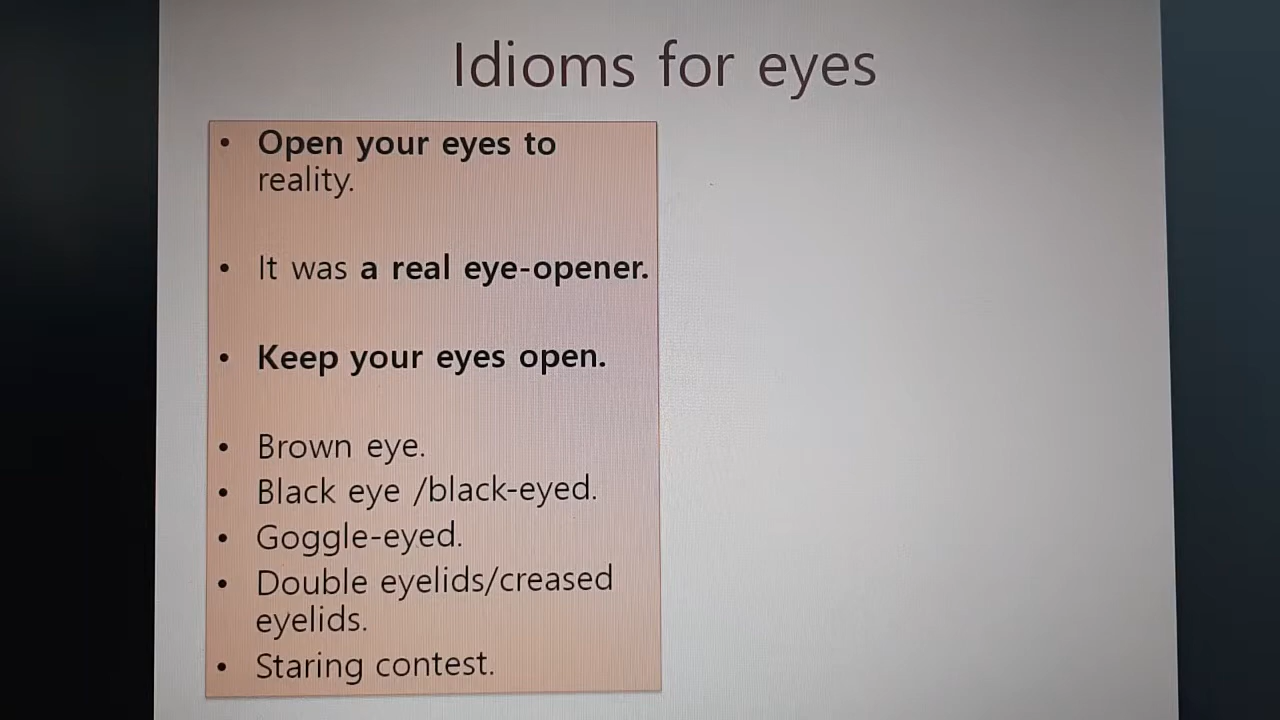 Idioms for eyes
• Open your eyes to
reality.
• It was a real eye-opener.
• Keep your eyes open.
• Brown eye.
• Black eye /black-eyed.
• Goggle-eyed.
• Double eyelids/creased
eyelids.
• Staring contest.